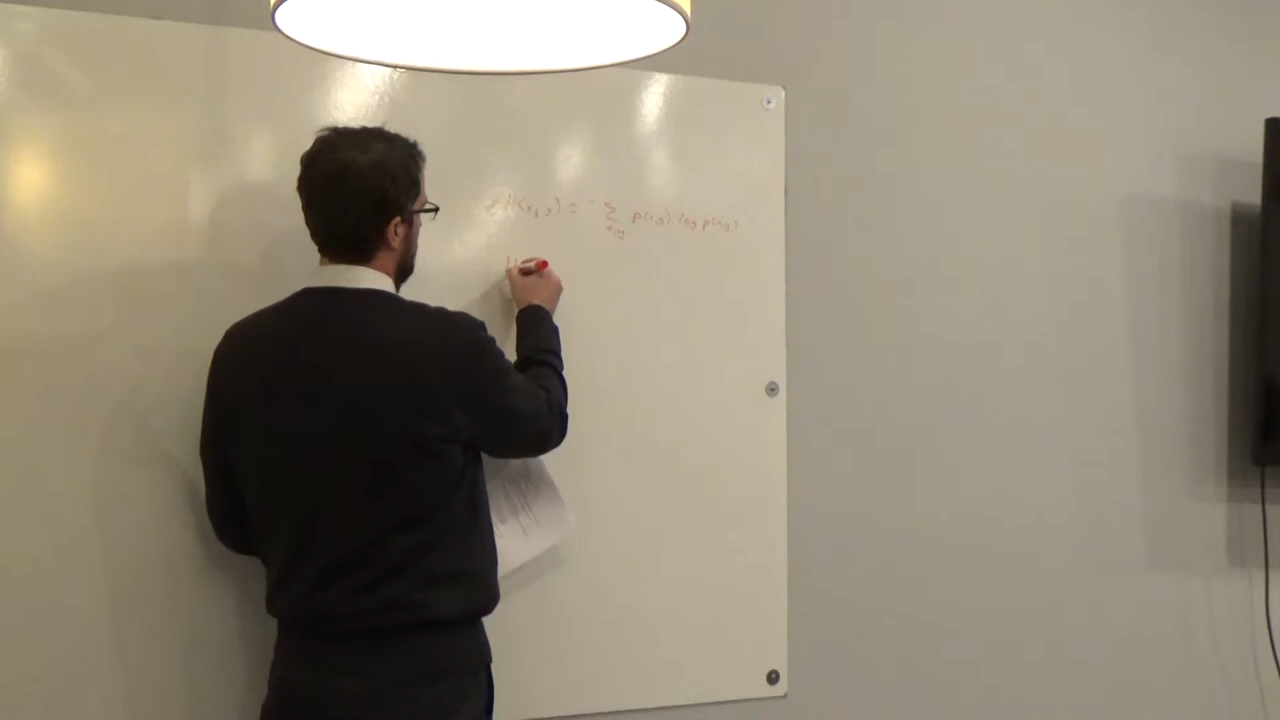 H(x,y) = - Σ p(x,y) log p(x,y)
x,y
H